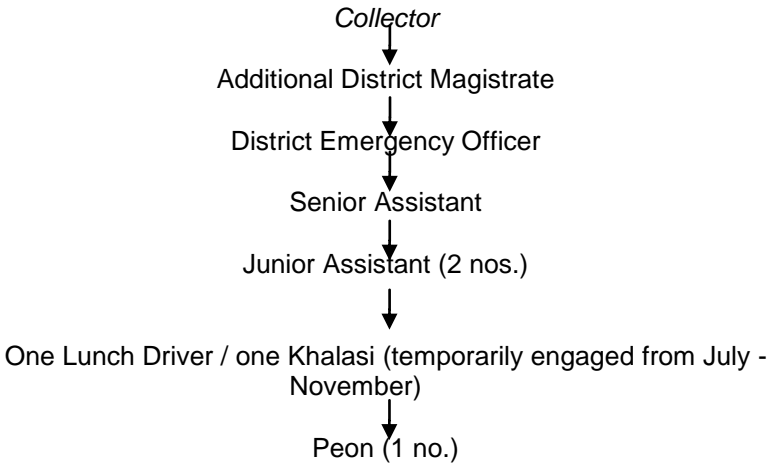 Collector
Additional District Magistrate
District Emergency Officer
Senior Assistant
Junior Assistant (2 nos.)
One Lunch Driver / one Khalasi (temporarily engaged from July -
November)
Peon (1 no.)